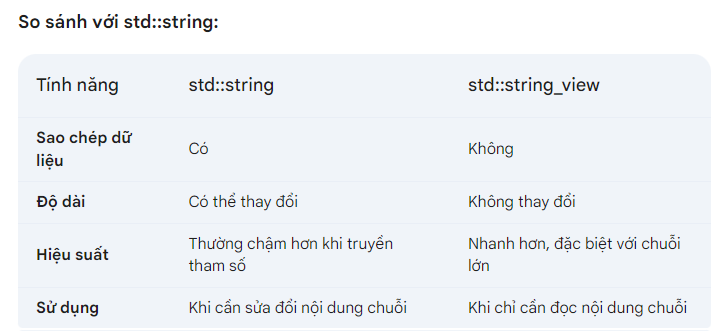 So sánh với std::string:
Tính năng std::string std::string_view
Sao chép dữ
liệu
Có
Không
Độ dài Có thể thay đổi Không thay đổi
Hiệu suất
Thường chậm hơn khi truyền
tham số
Nhanh hơn, đặc biệt với chuỗi
lớn
Sử dụng Khi cần sửa đổi nội dung chuỗi Khi chỉ cần đọc nội dung chuỗi